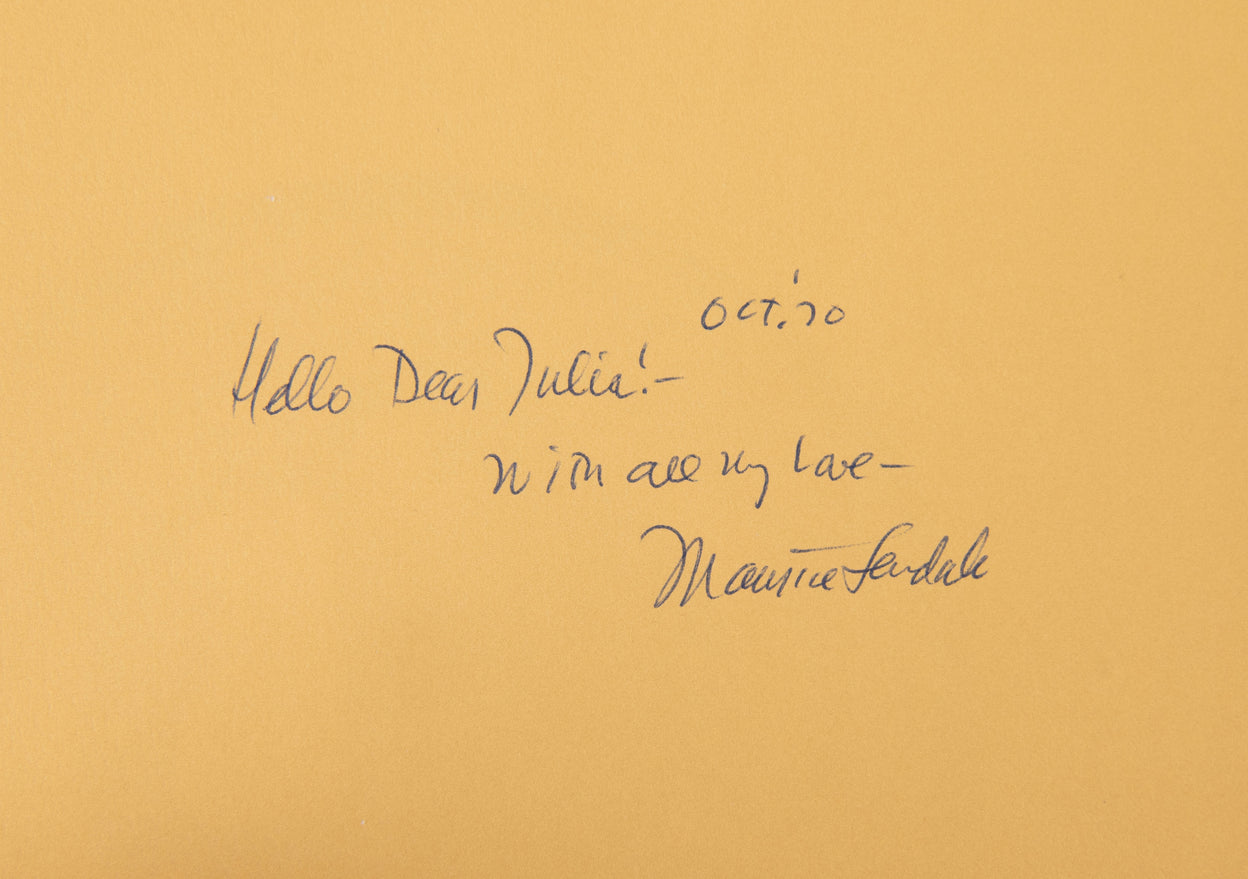 Oct. '70
Hello Dear Julia! –
With all my Love –
Maurice Sendak